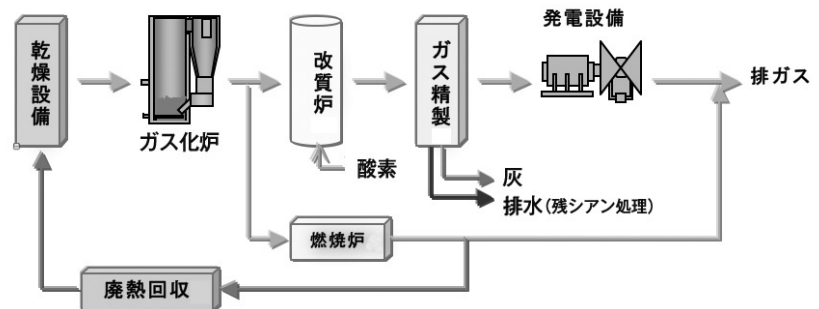 発電設備
乾燥設備
ガス化炉
改質炉
ガス精製
排ガス
酸素
灰
排水(残シアン処理)
燃焼炉
廃熱回収